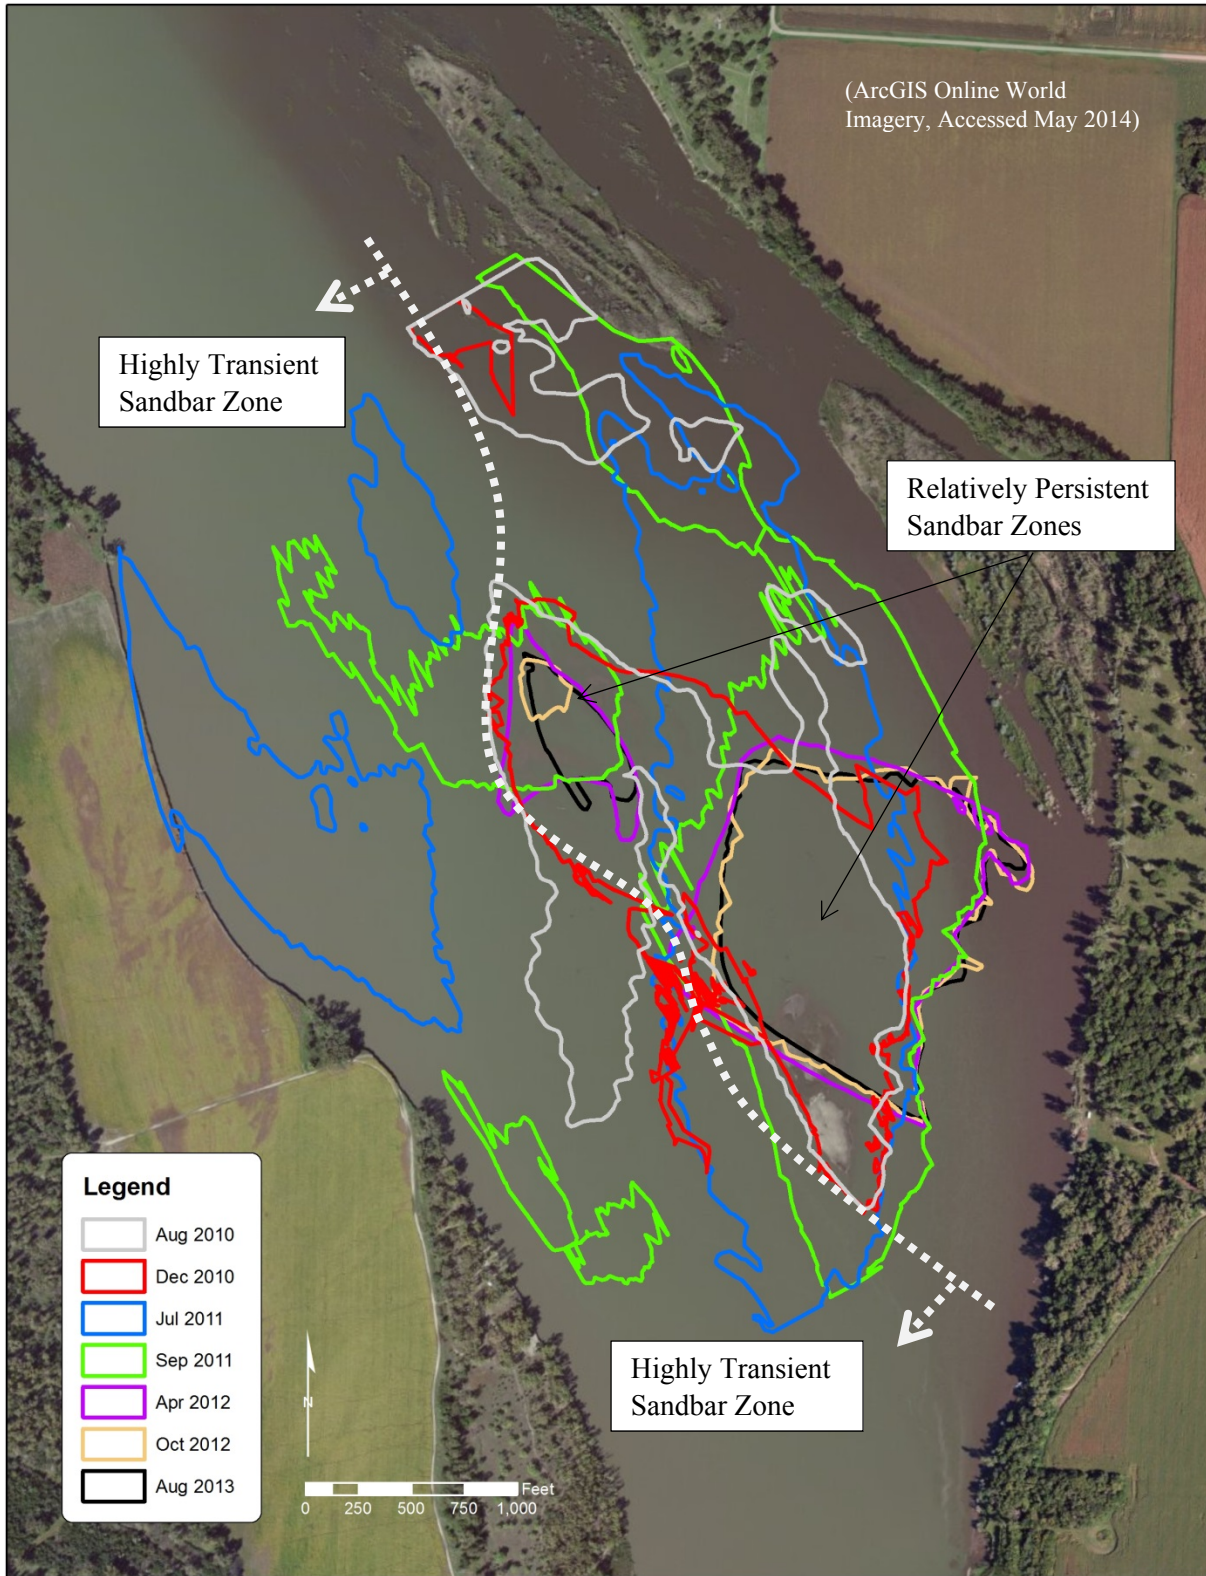 (ArcGIS Online World
Imagery, Accessed May 2014)
Highly Transient
Sandbar Zone
Relatively Persistent
Sandbar Zones
Highly Transient
Sandbar Zone
Legend
Aug 2010
Dec 2010
Jul 2011
Sep 2011
Apr 2012
Oct 2012
Aug 2013
N
Feet
0 250 500 750 1,000